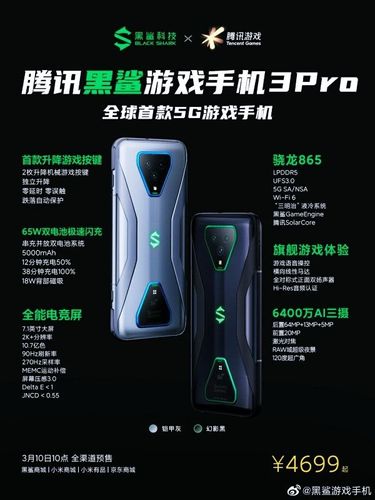 黑鲨科技
BLACK SHARK
×
腾讯游戏
Tencent Games
腾讯黑鲨游戏手机3Pro
全球首款5G游戏手机
首款升降游戏按键
2枚升降机械游戏按键
独立升降
零延时 零误触
跌落自动保护
65W双电池极速闪充
串充并放双电池系统
5000mAh
12分钟充电50%
38分钟充电100%
18W背部磁吸
全能电竞屏
7.1英寸大屏
2K+分辨率
10.7亿色
90Hz刷新率
270Hz采样率
MEMC运动补偿
屏幕压感3.0
Delta E < 1
JNCD < 0.55
骁龙865
LPDDR5
UFS3.0
5G SA/NSA
Wi-Fi 6
“三明治”液冷系统
黑鲨GameEngine
腾讯SolarCore
旗舰游戏体验
游戏语音操控
横向线性马达
全对称式正面双扬声器
Hi-Res音频认证
6400万AI三摄
后置64MP+13MP+5MP
前置20MP
激光对焦
RAW域超级夜景
120度超广角
铠甲灰
幻影黑
3月10日10点 全渠道预售
黑鲨商城 | 小米商城 | 小米有品 | 京东商城
¥4699起
@黑鲨游戏手机